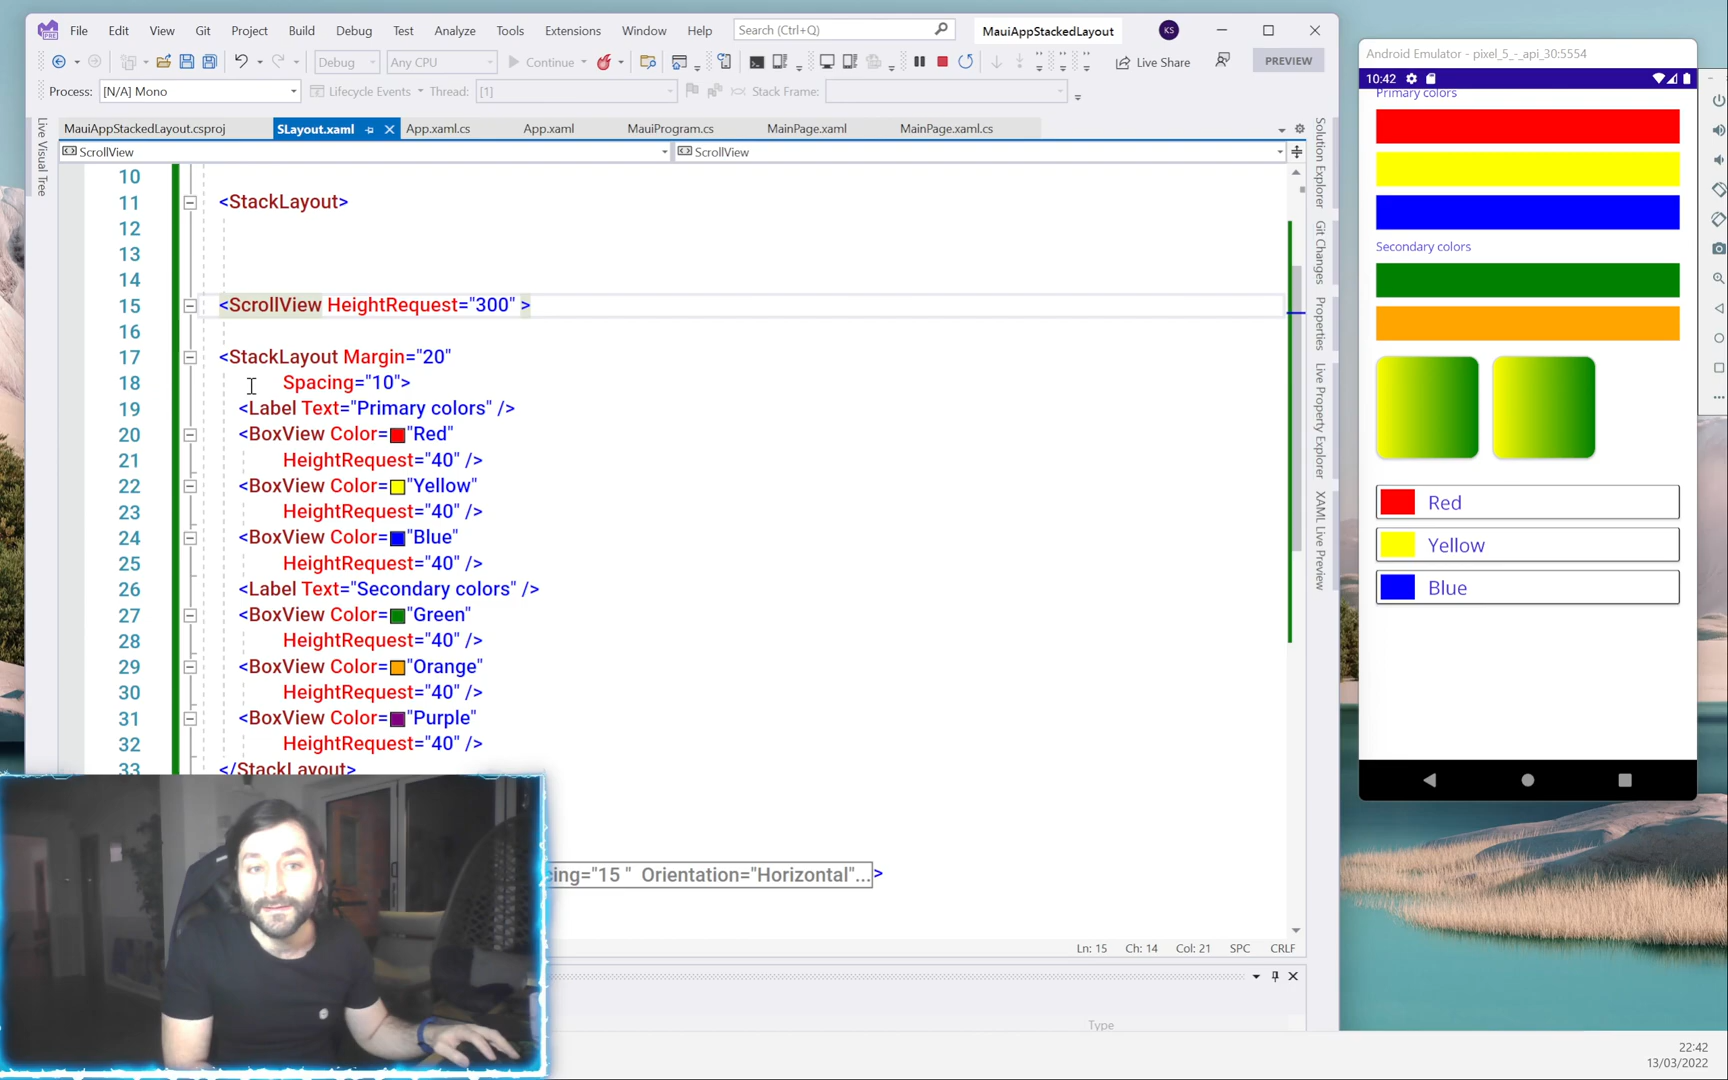 File Edit View Git Project Build Debug Test Analyze Tools Extensions Window Help Search (Ctrl+Q) MauiAppStackedLayout KS
Debug Any CPU Continue Live Share PREVIEW
Process: [N/A] Mono Lifecycle Events Thread: [1] Stack Frame:
MauiAppStackedLayout.csproj SLayout.xaml App.xaml.cs App.xaml MauiProgram.cs MainPage.xaml MainPage.xaml.cs
ScrollView ScrollView
10
11 <StackLayout>
12
13
14
15 <ScrollView HeightRequest="300" >
16
17 <StackLayout Margin="20"
18 Spacing="10">
19 <Label Text="Primary colors" />
20 <BoxView Color="Red"
21 HeightRequest="40" />
22 <BoxView Color="Yellow"
23 HeightRequest="40" />
24 <BoxView Color="Blue"
25 HeightRequest="40" />
26 <Label Text="Secondary colors" />
27 <BoxView Color="Green"
28 HeightRequest="40" />
29 <BoxView Color="Orange"
30 HeightRequest="40" />
31 <BoxView Color="Purple"
32 HeightRequest="40" />
33 </StackLayout>
cing="15 " Orientation="Horizontal"...>
Ln: 15 Ch: 14 Col: 21 SPC CRLF
Type
Live Visual Tree
Solution Explorer
Git Changes
Properties
Live Property Explorer
XAML Live Preview
Android Emulator - pixel_5_-_api_30:5554
10:42
Primary colors
Secondary colors
Red
Yellow
Blue
22:42
13/03/2022